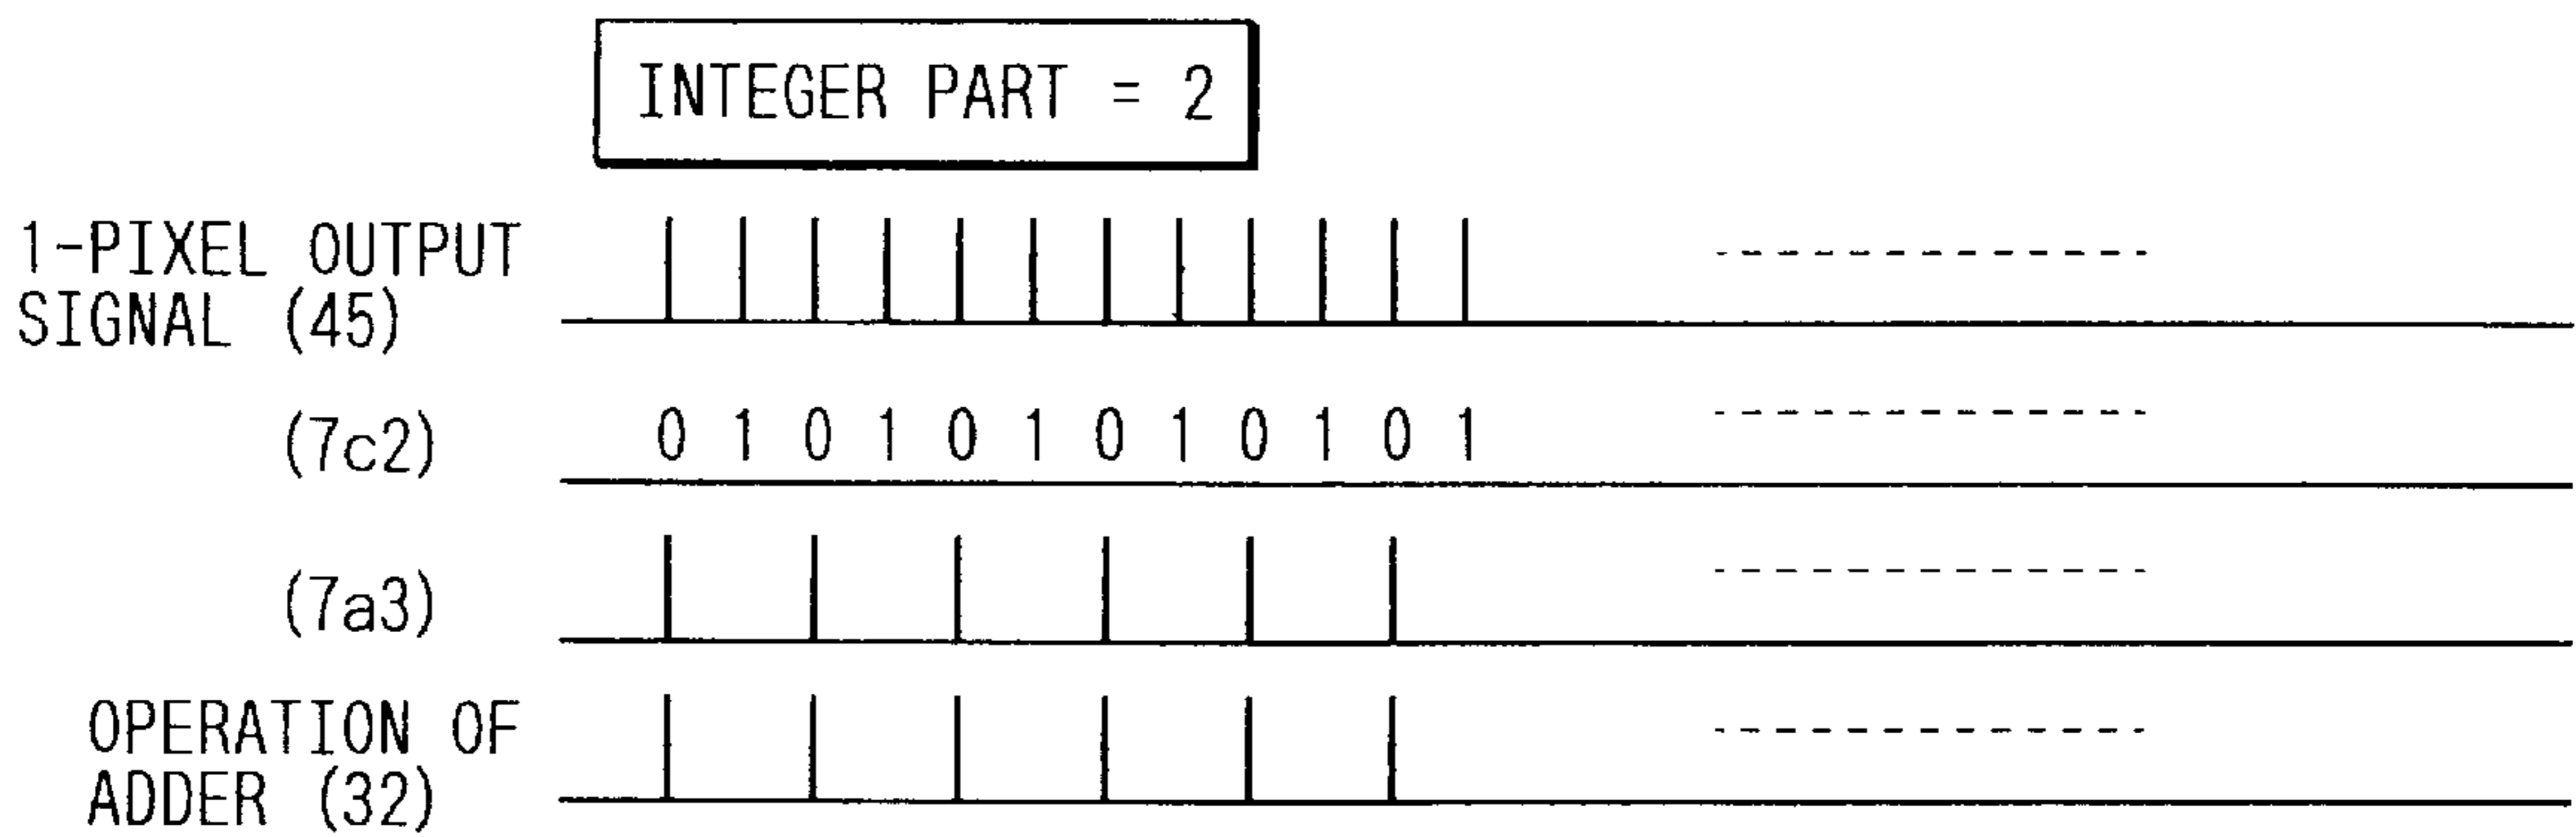 INTEGER PART = 2
1-PIXEL OUTPUT
SIGNAL (45)
(7c2) 0 1 0 1 0 1 0 1 0 1 0 1
(7a3)
OPERATION OF
ADDER (32)